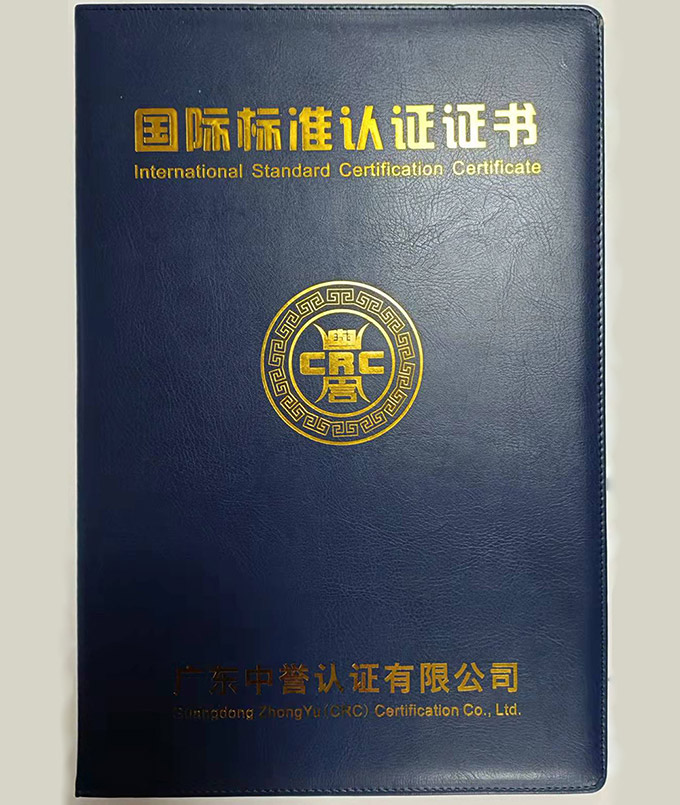 国际标准认证证书
International Standard Certification Certificate
CRC
广东中誉认证有限公司
Guangdong ZhongYu (CRC) Certification Co., Ltd.